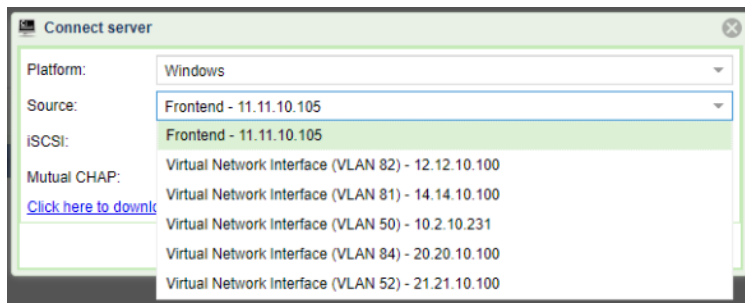 Connect server
Platform: Windows
Source: Frontend - 11.11.10.105
iSCSI: Frontend - 11.11.10.105
Virtual Network Interface (VLAN 82) - 12.12.10.100
Mutual CHAP: Virtual Network Interface (VLAN 81) - 14.14.10.100
Click here to Virtual Network Interface (VLAN 50) - 10.2.10.231
Virtual Network Interface (VLAN 84) - 20.20.10.100
Virtual Network Interface (VLAN 52) - 21.21.10.100